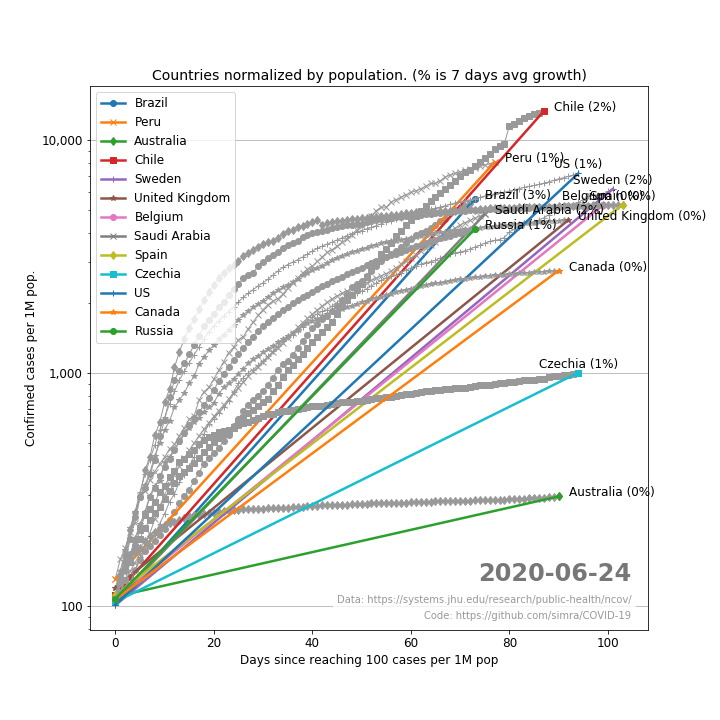 Countries normalized by population. (% is 7 days avg growth)
Confirmed cases per 1M pop.
10,000
1,000
100
Brazil
Peru
Australia
Chile
Sweden
United Kingdom
Belgium
Saudi Arabia
Spain
Czechia
US
Canada
Russia
Chile (2%)
Peru (1%)
US (1%)
Sweden (2%)
Brazil (3%)
Belgium (0%)
Spain (0%)
Saudi Arabia (2%)
United Kingdom (0%)
Russia (1%)
Canada (0%)
Czechia (1%)
Australia (0%)
2020-06-24
Data: https://systems.jhu.edu/research/public-health/ncov/
Code: https://github.com/simra/COVID-19
0 20 40 60 80 100
Days since reaching 100 cases per 1M pop